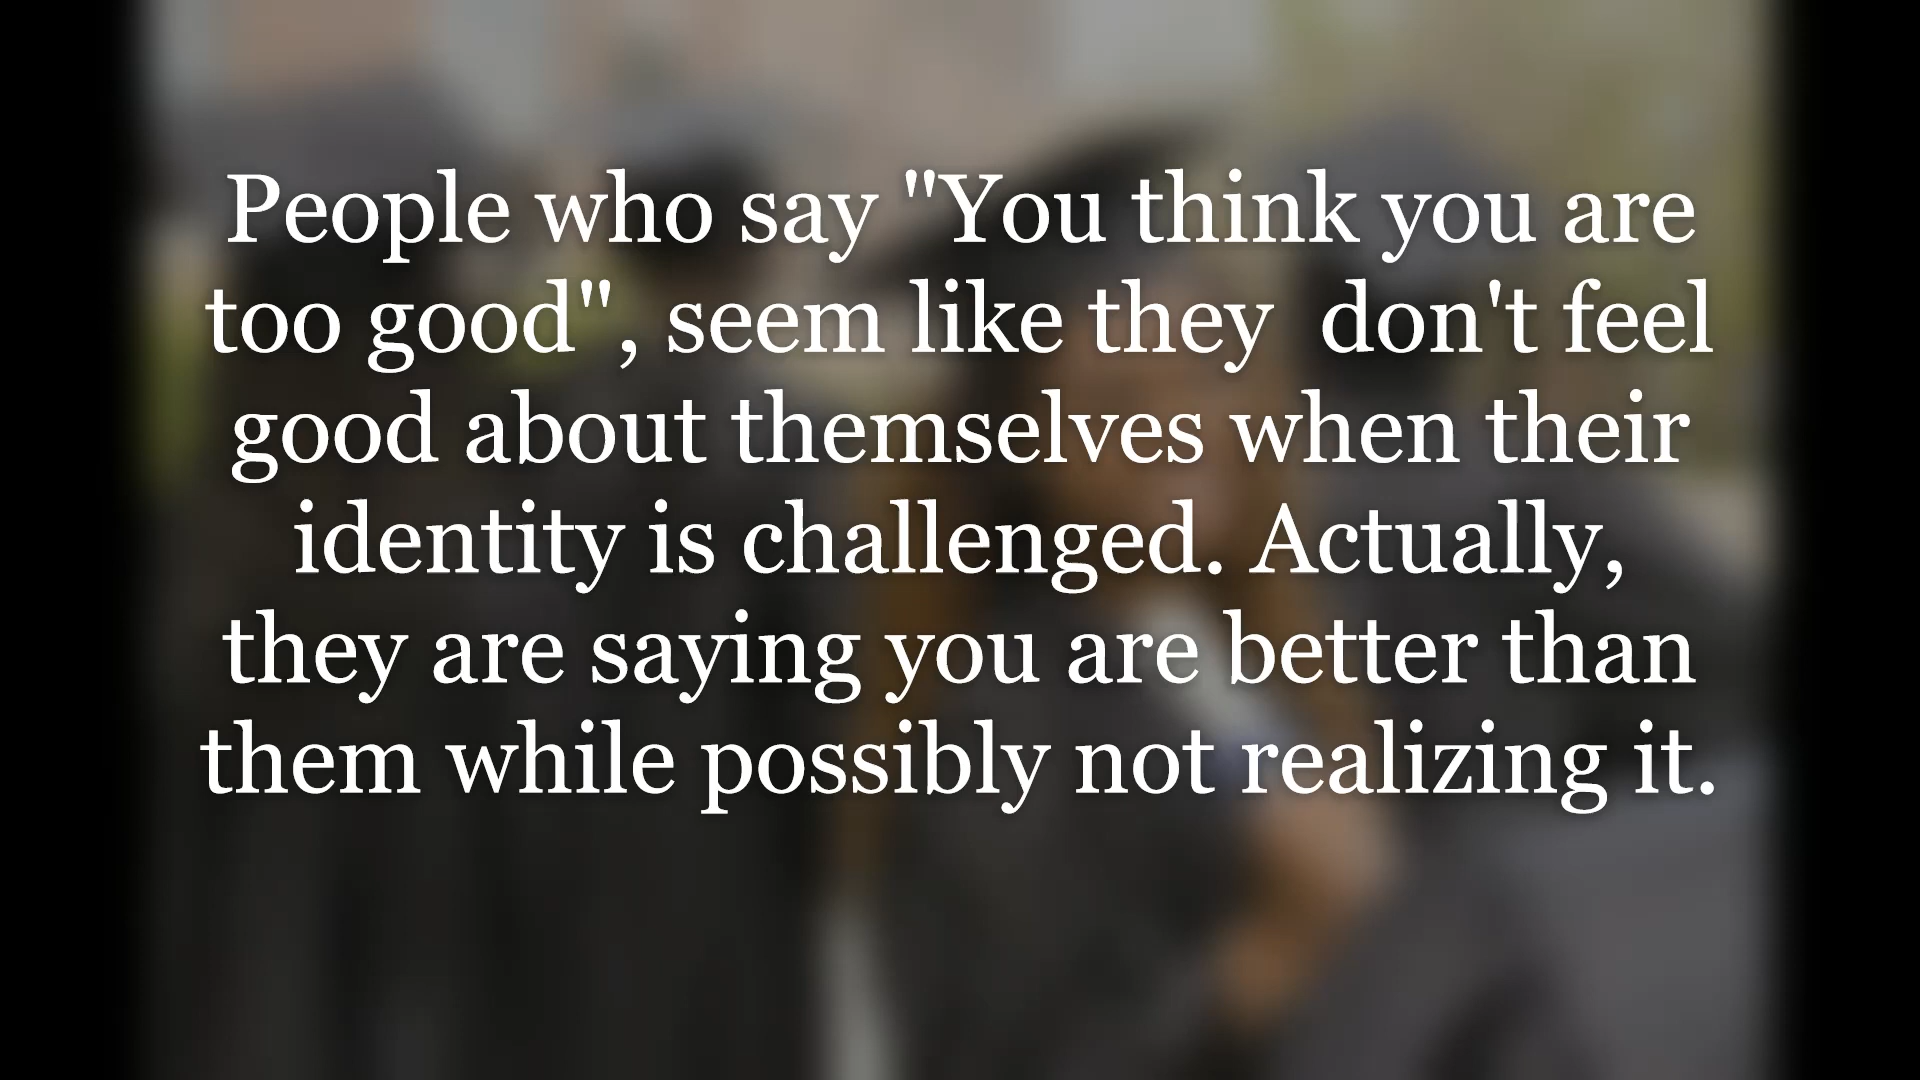 People who say "You think you are
too good", seem like they  don't feel
good about themselves when their
identity is challenged. Actually,
they are saying you are better than
them while possibly not realizing it.